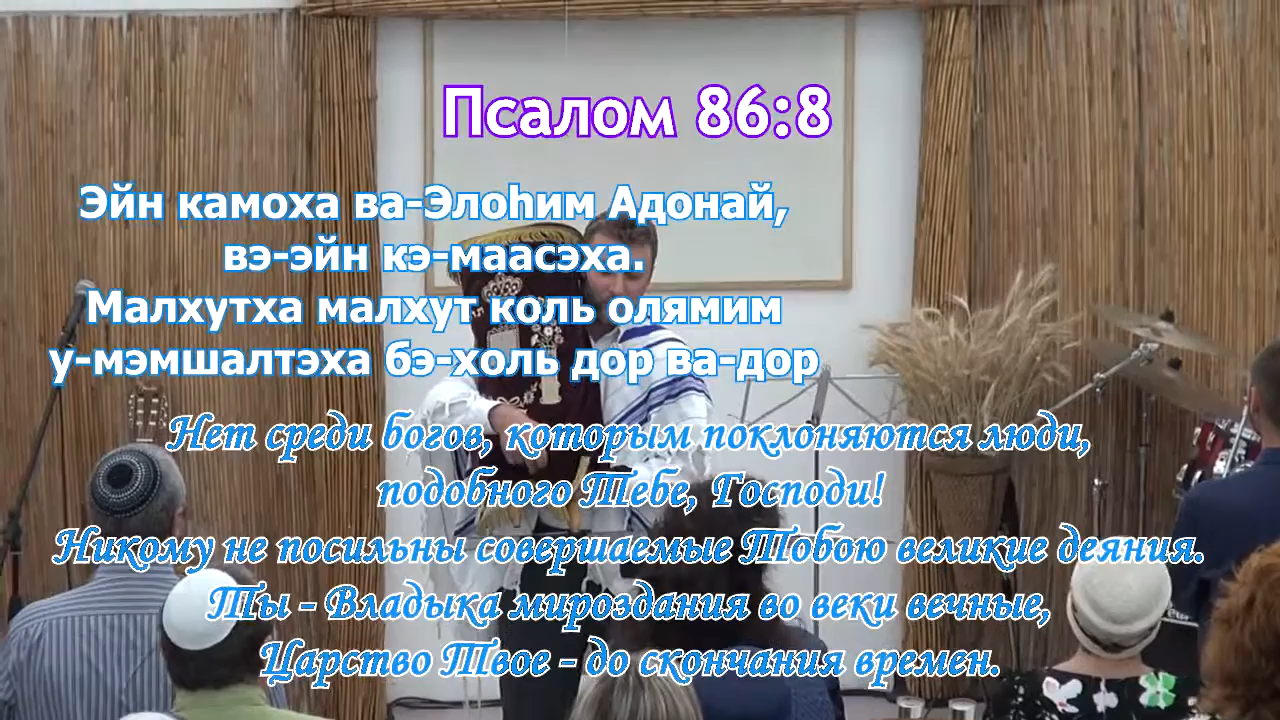 Псалом 86:8
Эйн камоха ва-Элоhим Адонай,
вэ-эйн кэ-маасэха.
Малхутха малхут коль олямим
у-мэмшалтэха бэ-холь дор ва-дор
Нет среди богов, которым поклоняются люди,
подобного Тебе, Господи!
Никому не посильны совершаемые Тобою великие деяния.
Ты - Владыка мироздания во веки вечные,
Царство Твое - до скончания времен.